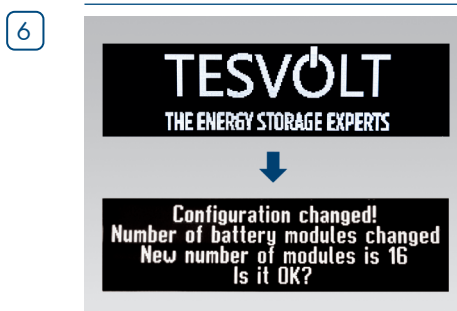 6
TESVOLT
THE ENERGY STORAGE EXPERTS
Configuration changed!
Number of battery modules changed
New number of modules is 16
Is it OK?